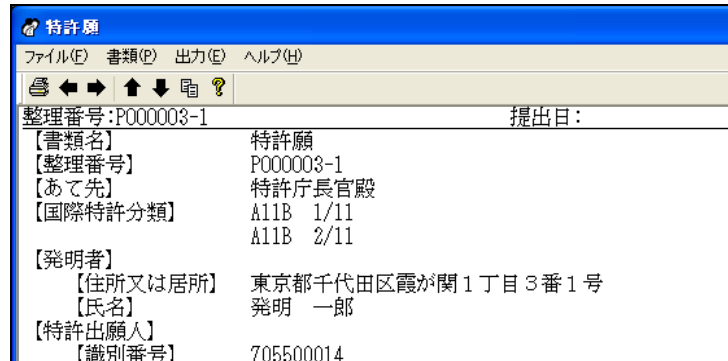 特許願
ファイル(F) 書類(P) 出力(E) ヘルプ(H)
整理番号:P000003-1 提出日:
【書類名】 特許願
【整理番号】 P000003-1
【あて先】 特許庁長官殿
【国際特許分類】 A11B 1/11
A11B 2/11
【発明者】
【住所又は居所】 東京都千代田区霞が関1丁目3番1号
【氏名】 発明 一郎
【特許出願人】
【識別番号】 705500014